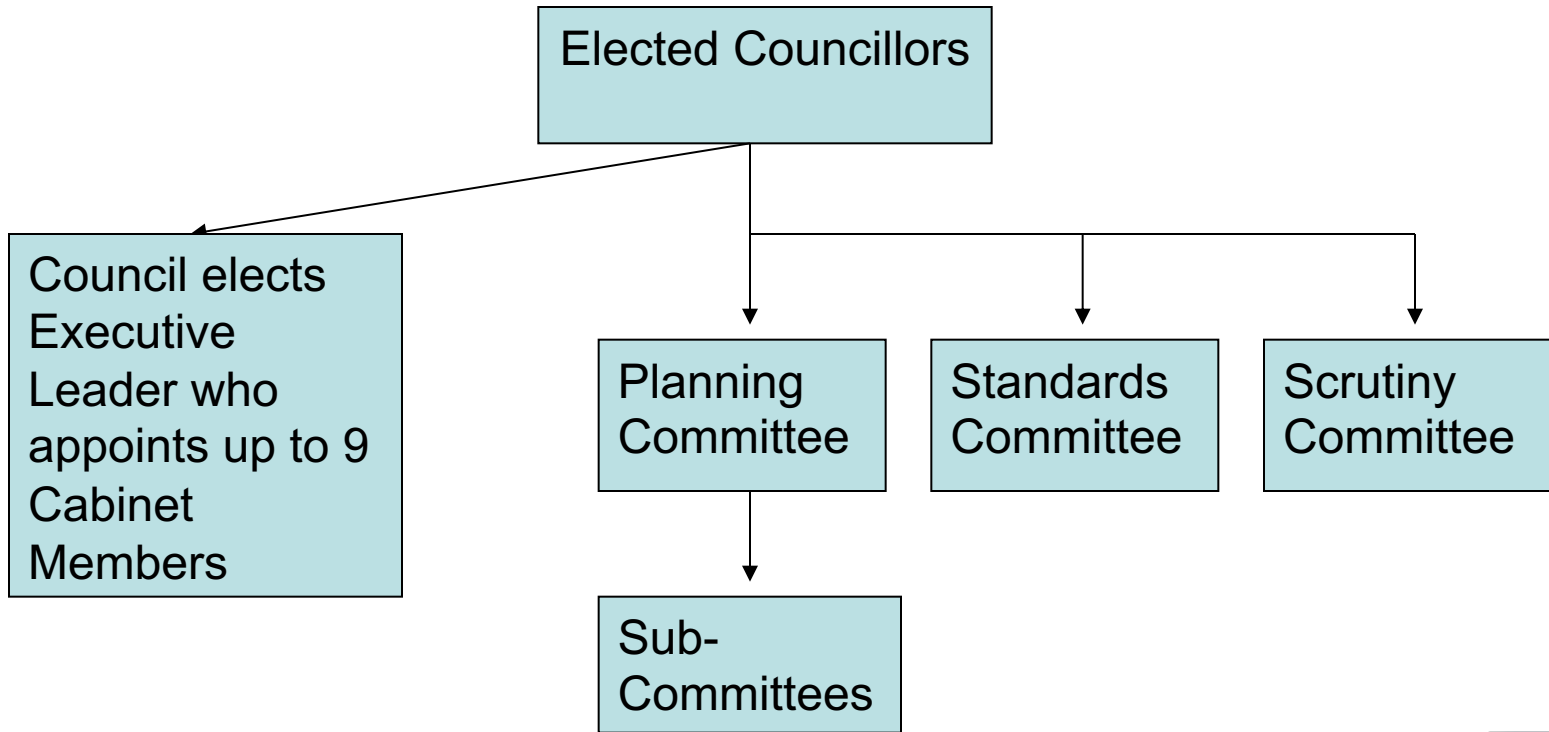 Elected Councillors
Council elects
Executive
Leader who
appoints up to 9
Cabinet
Members
Planning
Committee
Standards
Committee
Scrutiny
Committee
Sub-
Committees